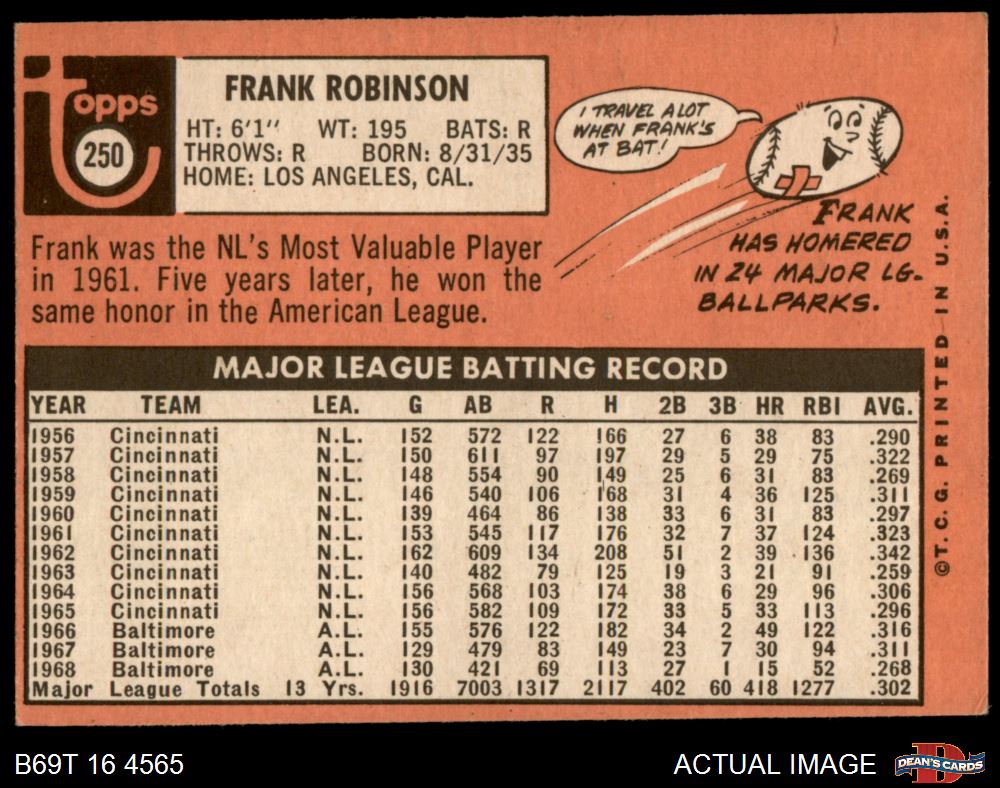 Topps
250
FRANK ROBINSON
HT: 6'1" WT: 195 BATS: R
THROWS: R BORN: 8/31/35
HOME: LOS ANGELES, CAL.
I TRAVEL A LOT
WHEN FRANK'S
AT BAT!
FRANK
HAS HOMERED
IN 24 MAJOR LG.
BALLPARKS.
Frank was the NL's Most Valuable Player
in 1961. Five years later, he won the
same honor in the American League.
MAJOR LEAGUE BATTING RECORD
YEAR TEAM LEA. G AB R H 2B 3B HR RBI AVG.
1956 Cincinnati N.L. 152 572 122 166 27 6 38 83 .290
1957 Cincinnati N.L. 150 611 97 197 29 5 29 75 .322
1958 Cincinnati N.L. 148 554 90 149 25 6 31 83 .269
1959 Cincinnati N.L. 146 540 106 168 31 4 36 125 .311
1960 Cincinnati N.L. 139 464 86 138 33 6 31 83 .297
1961 Cincinnati N.L. 153 545 117 176 32 7 37 124 .323
1962 Cincinnati N.L. 162 609 134 208 51 2 39 136 .342
1963 Cincinnati N.L. 140 482 79 125 19 3 21 91 .259
1964 Cincinnati N.L. 156 568 103 174 38 6 29 96 .306
1965 Cincinnati N.L. 156 582 109 172 33 5 33 113 .296
1966 Baltimore A.L. 155 576 122 182 34 2 49 122 .316
1967 Baltimore A.L. 129 479 83 149 23 7 30 94 .311
1968 Baltimore A.L. 130 421 69 113 27 1 15 52 .268
Major League Totals 13 Yrs. 1916 7003 1317 2117 402 60 418 1277 .302
©T. C. G. PRINTED IN U.S.A.
B69T 16 4565
ACTUAL IMAGE
D
DEAN'S CARDS